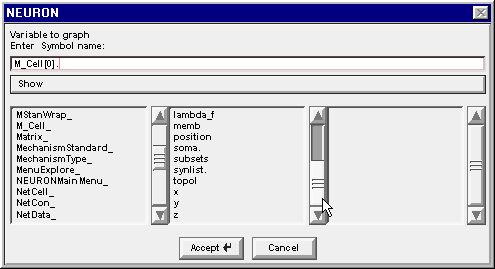 NEURON
Variable to graph
Enter Symbol name:
M_Cell[0].
Show
MStanWrap_
M_Cell_
Matrix_
MechanismStandard_
MechanismType_
MenuExplore_
NEURONMainMenu_
NetCell_
NetCon_
NetData_
lambda_f
memb
position
soma.
subsets
synlist.
topol
x
y
z
Accept
Cancel